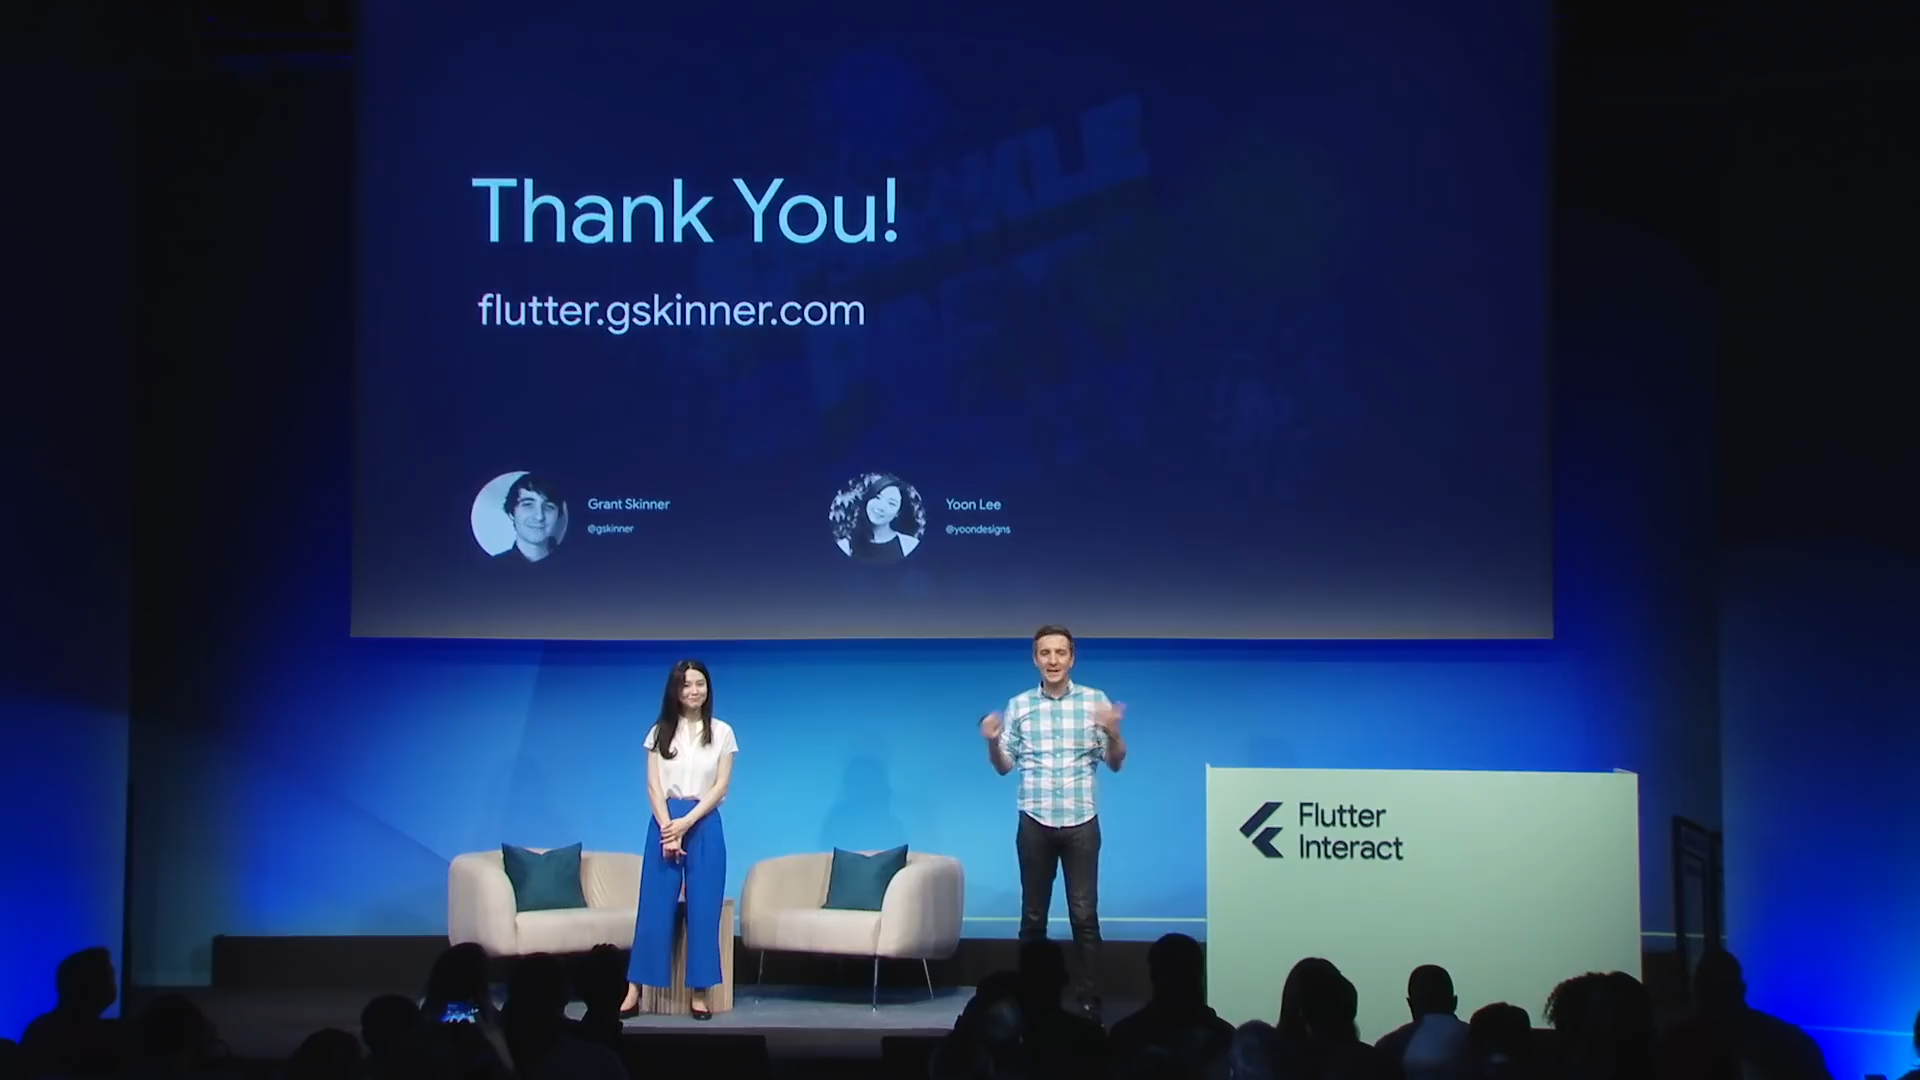 Thank You!
flutter.gskinner.com
Grant Skinner
@gskinner
Yoon Lee
@yoondesigns
Flutter
Interact